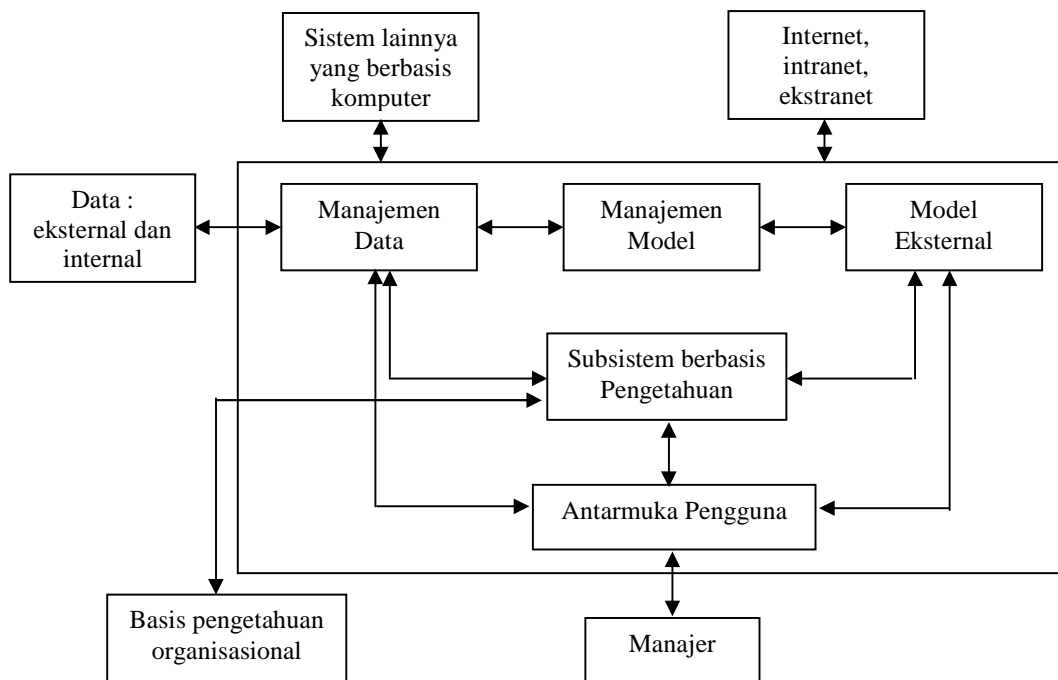 Sistem lainnya
yang berbasis
komputer
Internet,
intranet,
ekstranet
Data :
eksternal dan
internal
Manajemen
Data
Manajemen
Model
Model
Eksternal
Subsistem berbasis
Pengetahuan
Antarmuka Pengguna
Basis pengetahuan
organisasional
Manajer